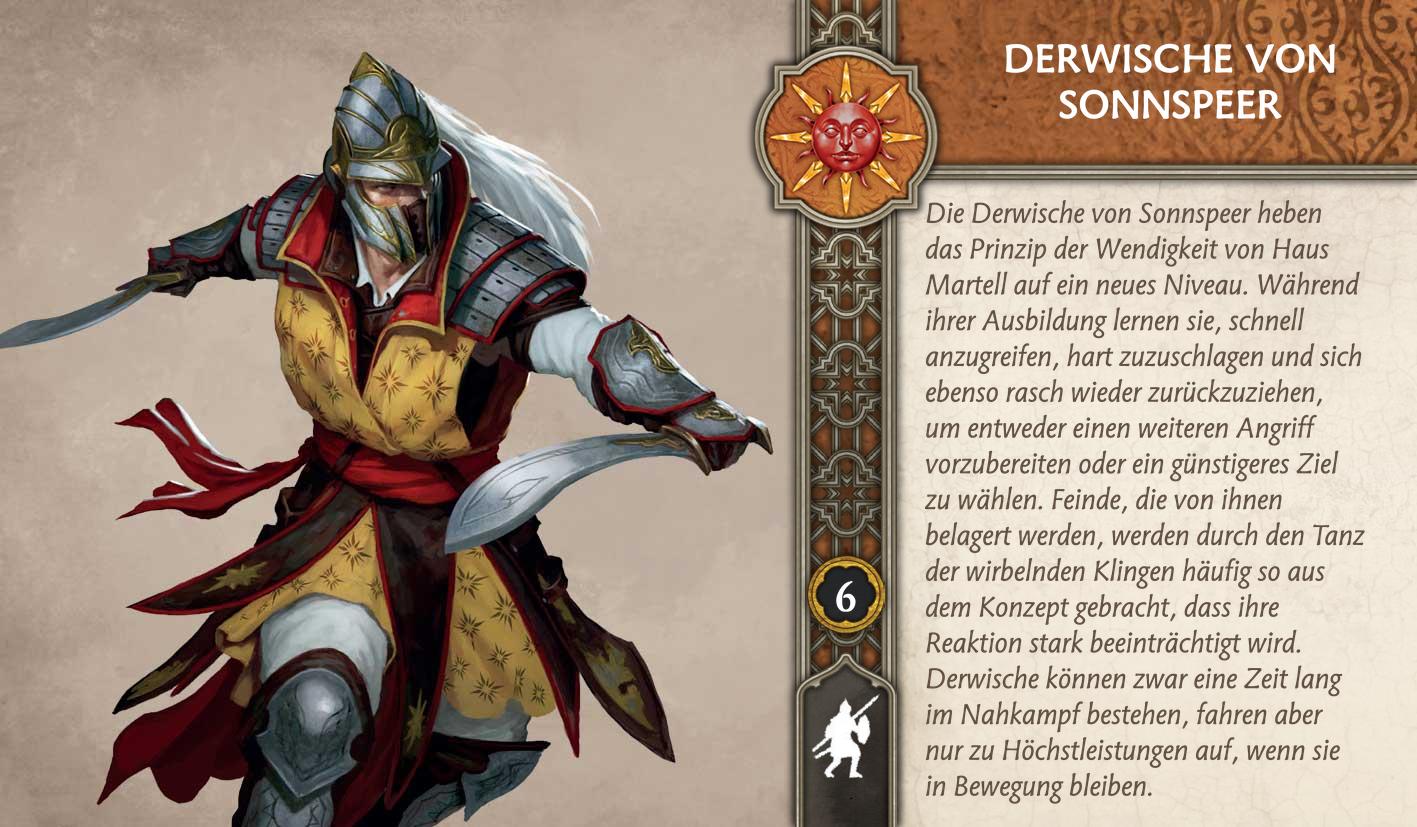 DERWISCHE VON
SONNSPEER
Die Derwische von Sonnspeer heben
das Prinzip der Wendigkeit von Haus
Martell auf ein neues Niveau. Während
ihrer Ausbildung lernen sie, schnell
anzugreifen, hart zuzuschlagen und sich
ebenso rasch wieder zurückzuziehen,
um entweder einen weiteren Angriff
vorzubereiten oder ein günstigeres Ziel
zu wählen. Feinde, die von ihnen
belagert werden, werden durch den Tanz
der wirbelnden Klingen häufig so aus
dem Konzept gebracht, dass ihre
Reaktion stark beeinträchtigt wird.
Derwische können zwar eine Zeit lang
im Nahkampf bestehen, fahren aber
nur zu Höchstleistungen auf, wenn sie
in Bewegung bleiben.
6